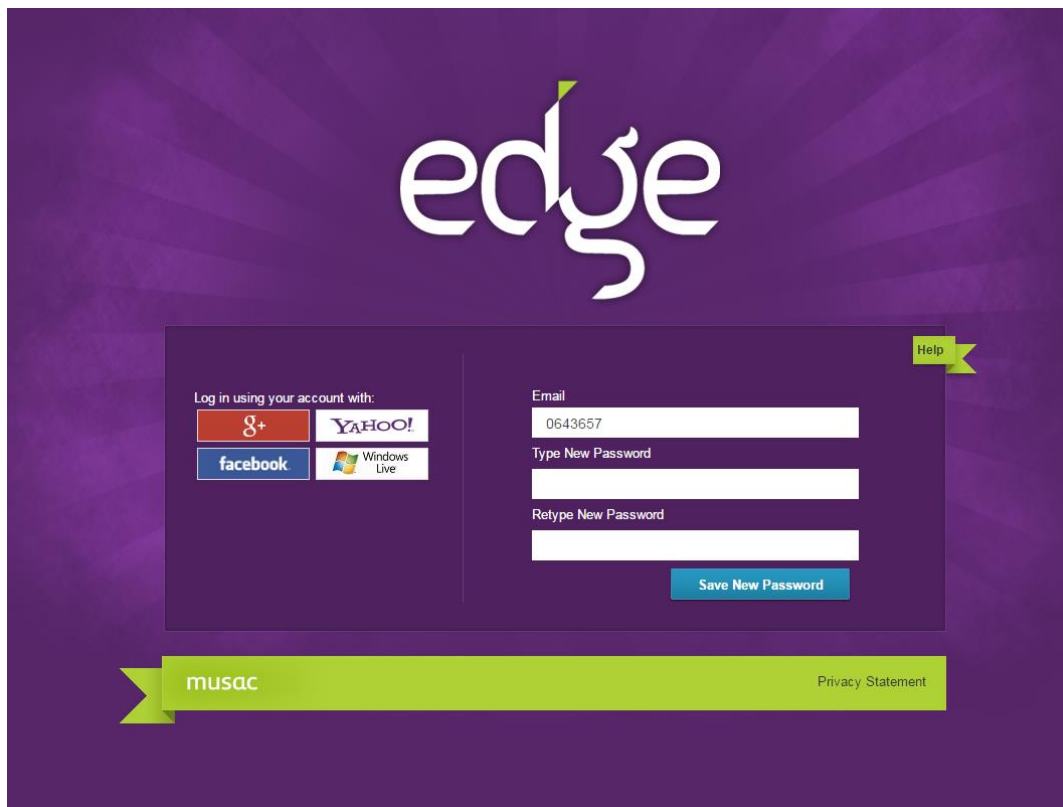 edge
Help
Log in using your account with:
g+
YAHOO!
facebook
Windows
Live
Email
0643657
Type New Password
Retype New Password
Save New Password
musac
Privacy Statement